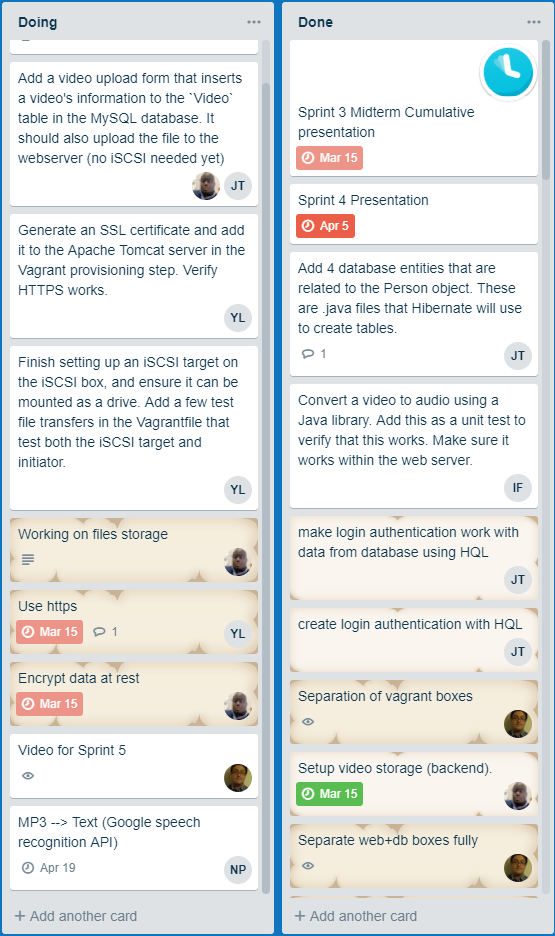 Doing
Add a video upload form that inserts
a video's information to the `Video`
table in the MySQL database. It
should also upload the file to the
webserver (no iSCSI needed yet)
JT
Generate an SSL certificate and add
it to the Apache Tomcat server in the
Vagrant provisioning step. Verify
HTTPS works.
YL
Finish setting up an iSCSI target on
the iSCSI box, and ensure it can be
mounted as a drive. Add a few test
file transfers in the Vagrantfile that
test both the iSCSI target and
initiator.
YL
Working on files storage
Use https
Mar 15 1
YL
Encrypt data at rest
Mar 15
Video for Sprint 5
MP3 --> Text (Google speech
recognition API)
Apr 19
NP
+ Add another card
Done
Sprint 3 Midterm Cumulative
presentation
Mar 15
Sprint 4 Presentation
Apr 5
Add 4 database entities that are
related to the Person object. These
are .java files that Hibernate will use
to create tables.
1
JT
Convert a video to audio using a
Java library. Add this as a unit test to
verify that this works. Make sure it
works within the web server.
IF
make login authentication work with
data from database using HQL
JT
create login authentication with HQL
JT
Separation of vagrant boxes
Setup video storage (backend).
Mar 15
Separate web+db boxes fully
+ Add another card